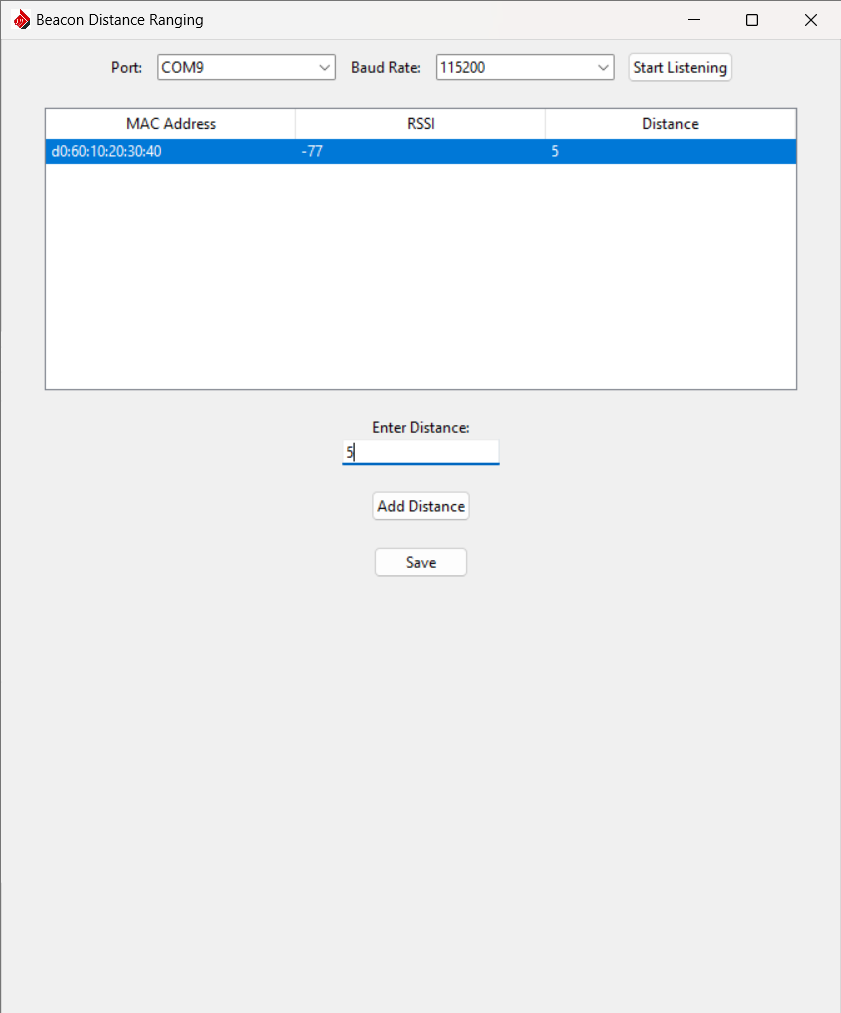 Beacon Distance Ranging
Port: COM9 Baud Rate: 115200 Start Listening
MAC Address RSSI Distance
d0:60:10:20:30:40 -77 5
Enter Distance:
5
Add Distance
Save